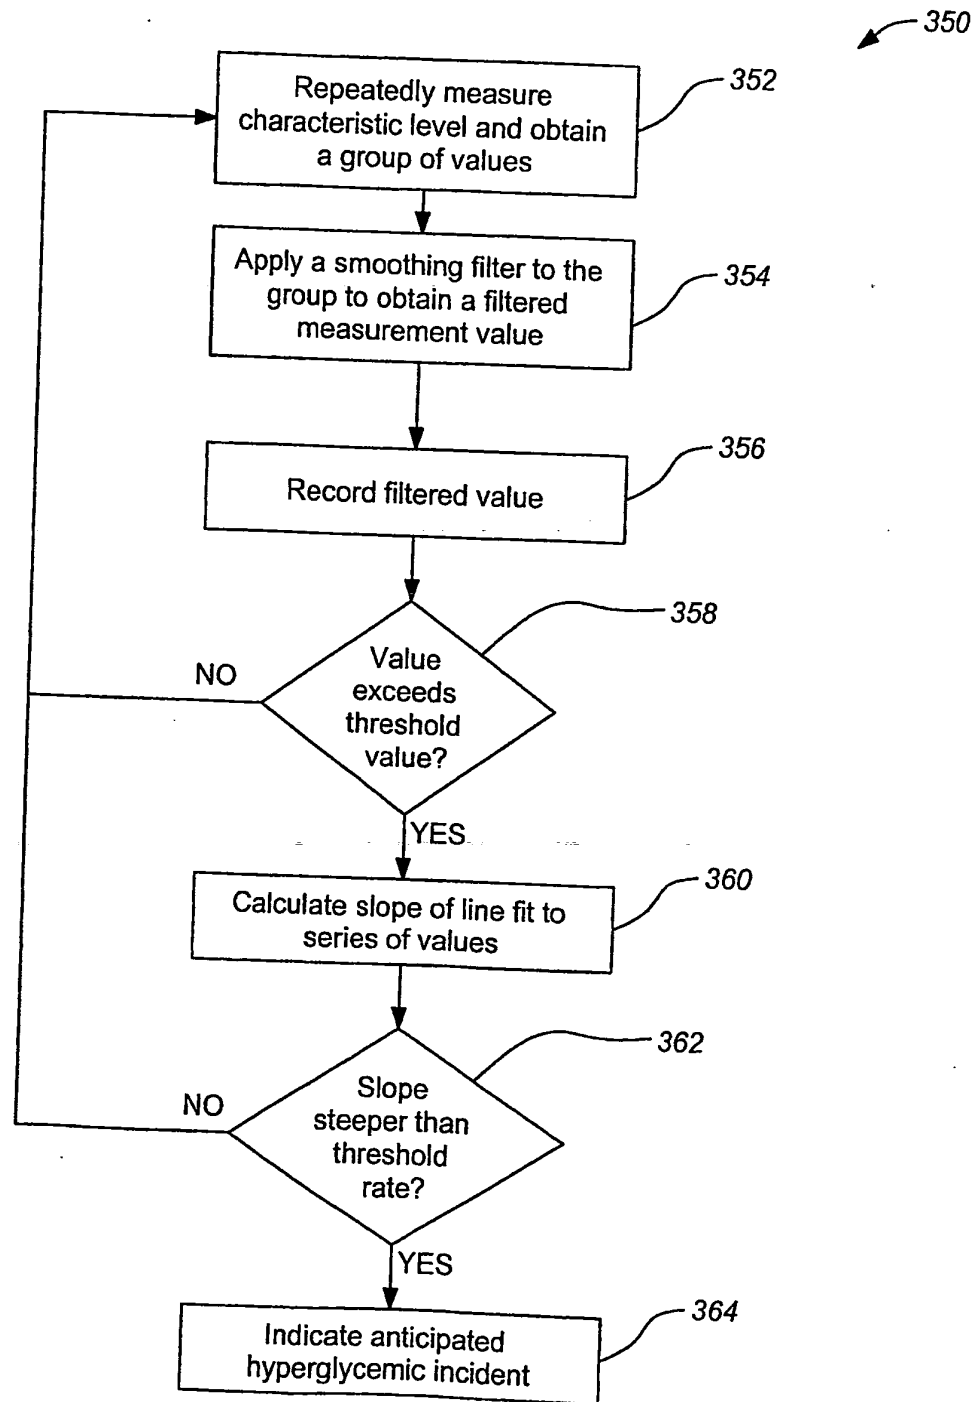 350
Repeatedly measure
characteristic level and obtain
a group of values
352
Apply a smoothing filter to the
group to obtain a filtered
measurement value
354
Record filtered value
356
Value
exceeds
threshold
value?
358
NO
YES
Calculate slope of line fit to
series of values
360
Slope
steeper than
threshold
rate?
362
NO
YES
Indicate anticipated
hyperglycemic incident
364